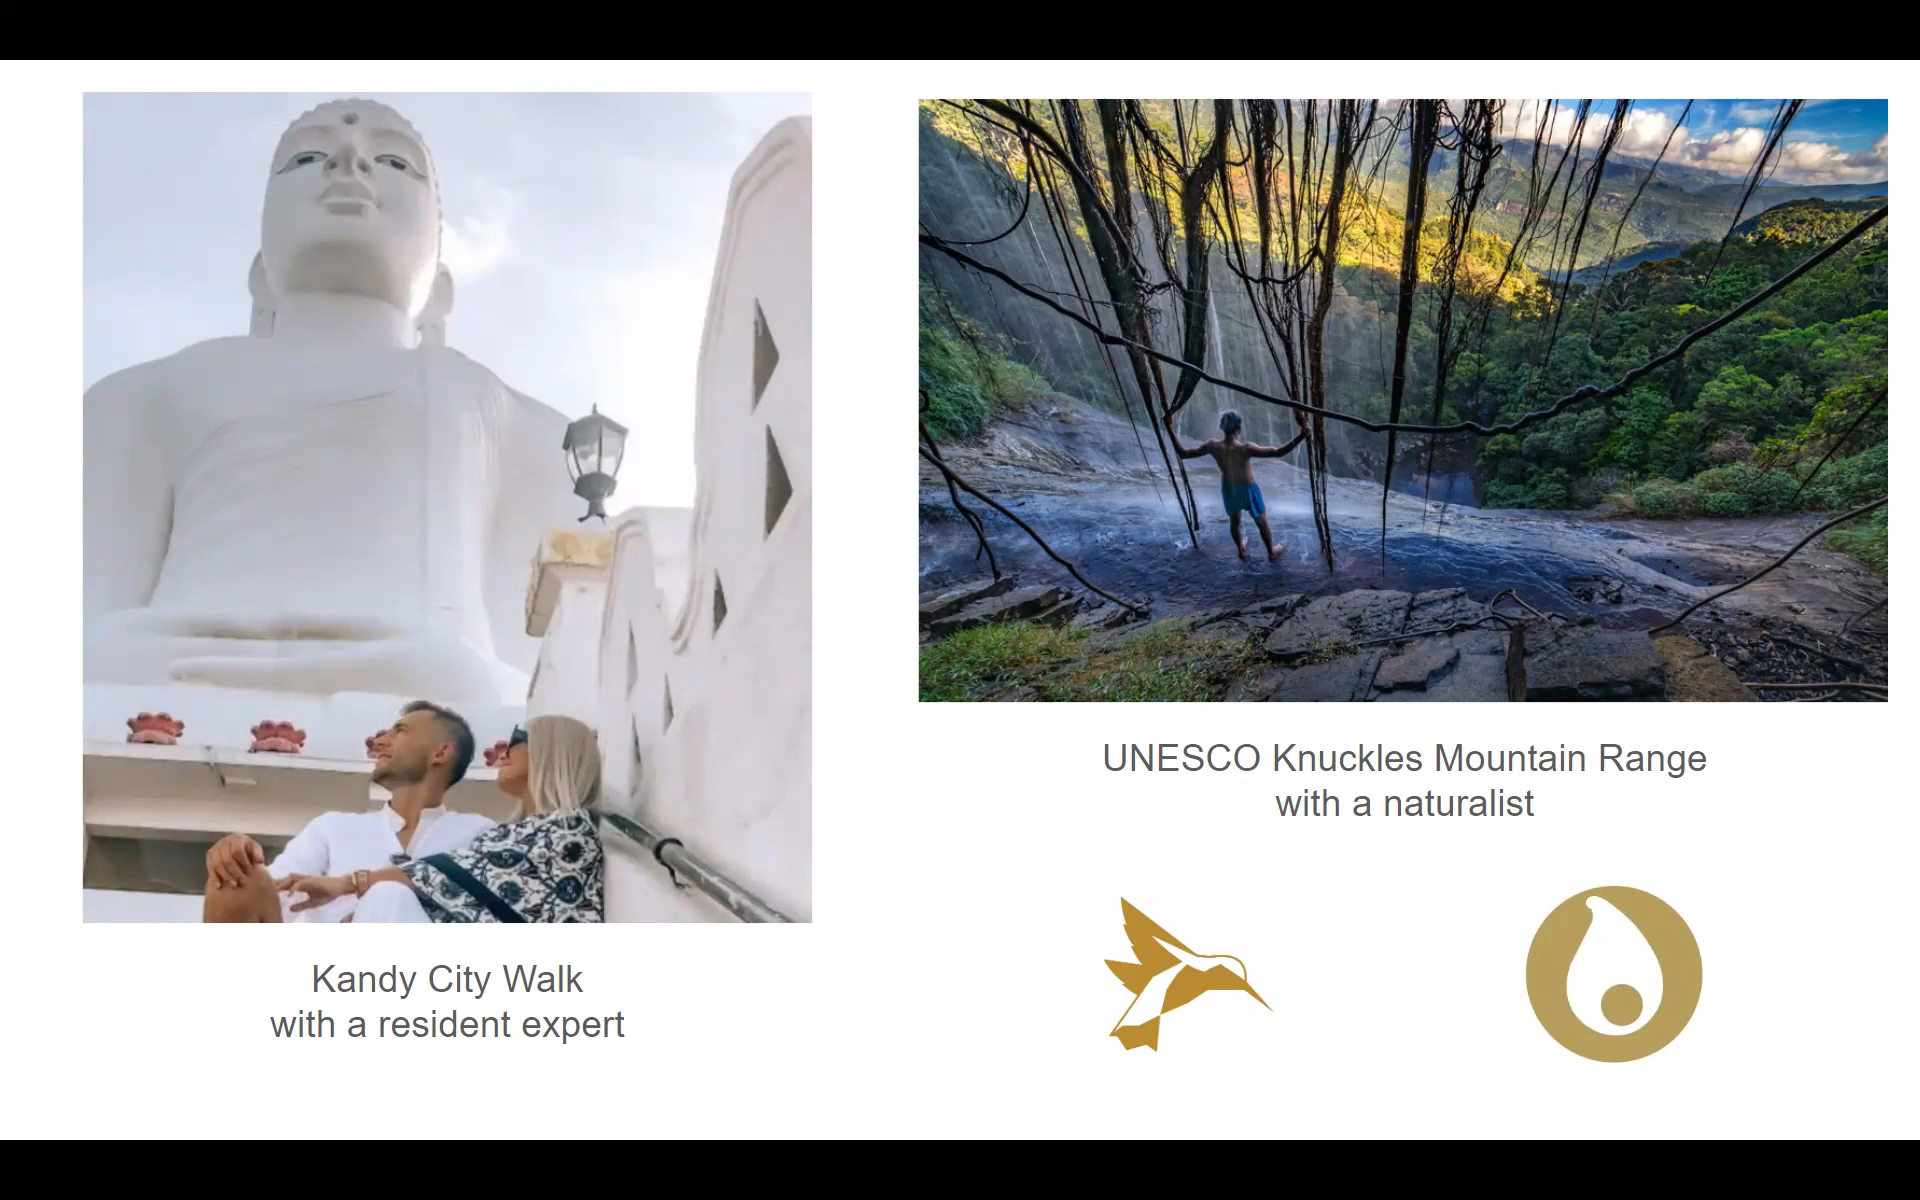 Kandy City Walk
with a resident expert
UNESCO Knuckles Mountain Range
with a naturalist